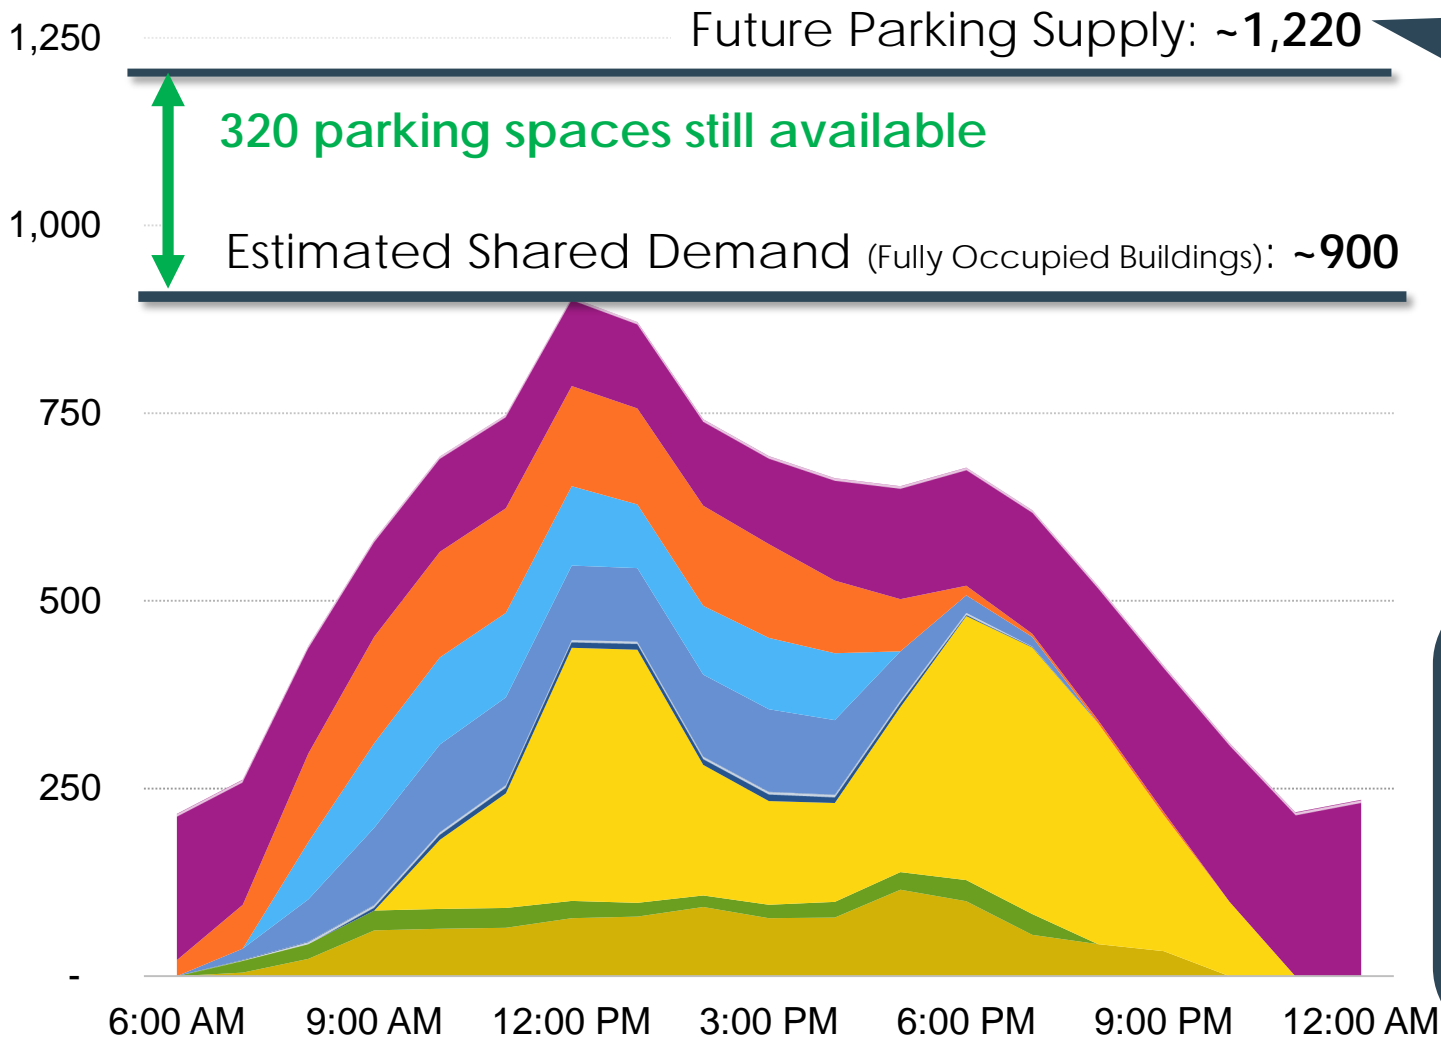 1,250
Future Parking Supply: ~1,220
320 parking spaces still available
1,000
Estimated Shared Demand (Fully Occupied Buildings): ~900
750
500
250
-
6:00 AM 9:00 AM 12:00 PM 3:00 PM 6:00 PM 9:00 PM 12:00 AM